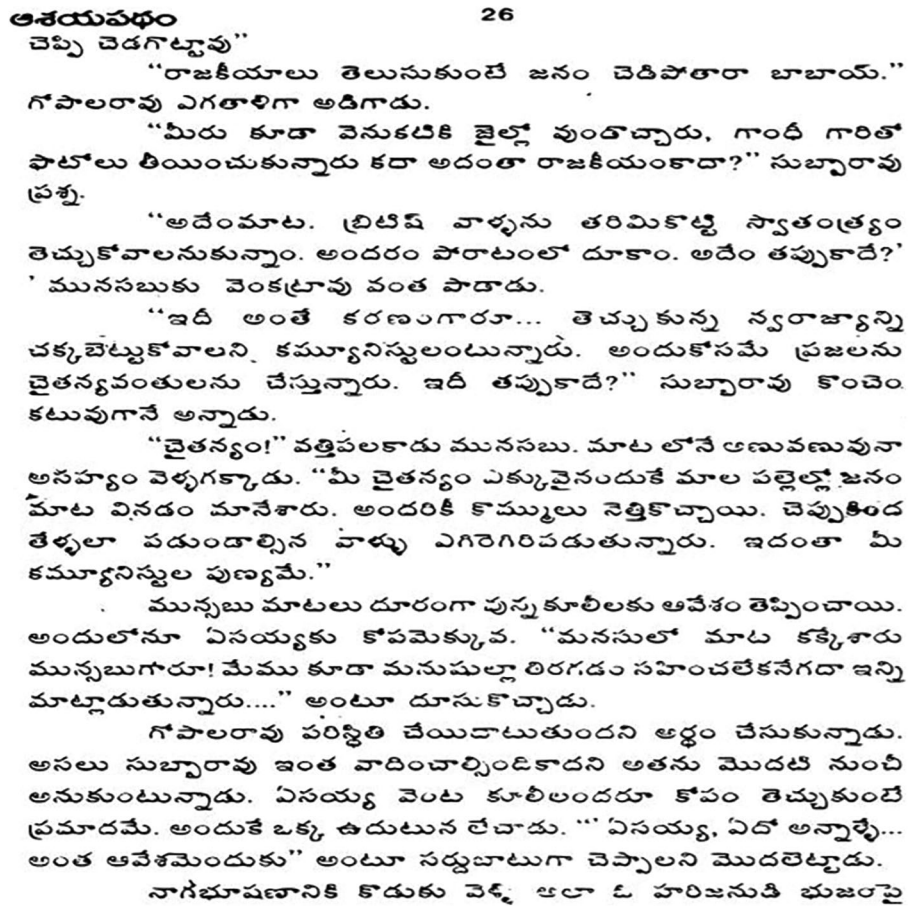 ఆశయపథం 26
చెప్పి చెడగొట్టావు"
"రాజకీయాలు తెలుసుకుంటే జనం చెడిపోతారా బాబాయ్."
గోపాలరావు ఎగతాళిగా అడిగాడు.
"మీరు కూడా వెనుకటికి జైల్లో వుండొచ్చారు, గాంధీ గారితో
ఫొటోలు తీయించుకున్నారు కదా అదంతా రాజకీయంకాదా?" సుబ్బారావు
ప్రశ్న.
"అదేంమాట. బ్రిటిష్ వాళ్ళను తరిమికొట్టి స్వాతంత్ర్యం
తెచ్చుకోవాలనుకున్నాం. అందరం పోరాటంలో దూకాం. అదేం తప్పుకాదే?'
' మునసబుకు వెంకట్రావు వంత పాడాడు.
"ఇదీ అంతే కరణంగారూ... తెచ్చుకున్న స్వరాజ్యాన్ని
చక్కబెట్టుకోవాలని కమ్యూనిస్టులంటున్నారు. అందుకోసమే ప్రజలను
చైతన్యవంతులను చేస్తున్నారు. ఇదీ తప్పుకాదే?" సుబ్బారావు కొంచెం
కటువుగానే అన్నాడు.
"చైతన్యం!" వత్తిపలకాడు మునసబు. మాట లోనే అణువణువునా
అసహ్యం వెళ్ళగక్కాడు. "మీ చైతన్యం ఎక్కువైనందుకే మాల పల్లెల్లో జనం
మాట వినడం మానేశారు. అందరికీ కొమ్ములు నెత్తికొచ్చాయి. చెప్పుకింద
తేళ్ళలా పడుండాల్సిన వాళ్ళు ఎగిరెగిరిపడుతున్నారు. ఇదంతా మీ
కమ్యూనిస్టుల పుణ్యమే."
మున్సబు మాటలు దూరంగా వున్న కూలీలకు ఆవేశం తెప్పించాయి.
అందులోనూ ఏసయ్యకు కోపమెక్కువ. "మనసులో మాట కక్కేశారు
మున్సబుగారూ! మేము కూడా మనుషుల్లా తిరగడం సహించలేకనేగదా ఇన్ని
మాట్లాడుతున్నారు...." అంటూ దూసుకొచ్చాడు.
గోపాలరావు పరిస్థితి చేయిదాటుతుందని అర్థం చేసుకున్నాడు.
అసలు సుబ్బారావు ఇంత వాదించాల్సిందికాదని అతను మొదటి నుంచీ
అనుకుంటున్నాడు. ఏసయ్య వెంట కూలీలందరూ కోపం తెచ్చుకుంటే
ప్రమాదమే. అందుకే ఒక్క ఉదుటున లేచాడు. "' ఏసయ్య, ఏదో అన్నాళ్ళే...
అంత ఆవేశమెందుకు" అంటూ సర్దుబాటుగా చెప్పాలని మొదలెట్టాడు.
నాగభూషణానికి కొడుకు వెళ్ళి అలా ఓ హరిజనుడి భుజంపై